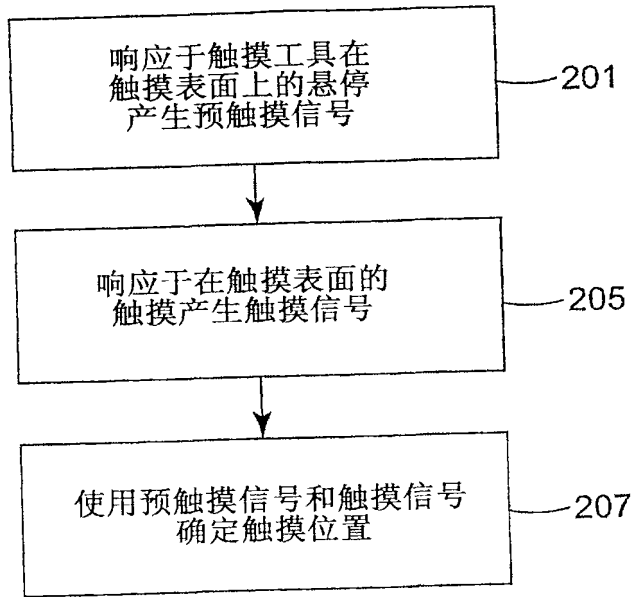 响应于触摸工具在
触摸表面上的悬停
产生预触摸信号
201
响应于在触摸表面的
触摸产生触摸信号
205
使用预触摸信号和触摸信号
确定触摸位置
207